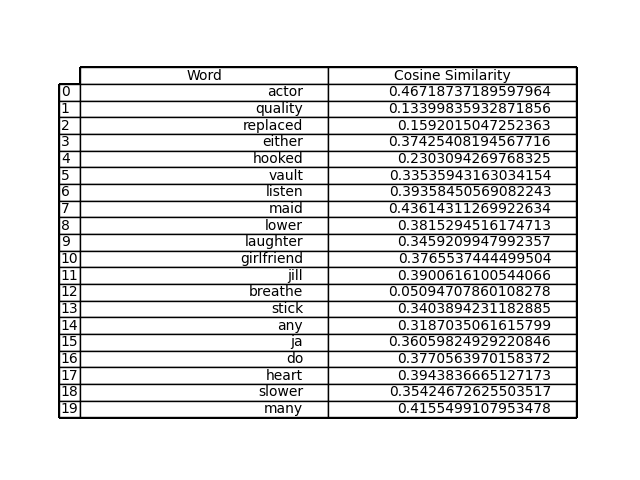 Word Cosine Similarity
0 actor 0.46718737189597964
1 quality 0.13399835932871856
2 replaced 0.1592015047252363
3 either 0.37425408194567716
4 hooked 0.2303094269768325
5 vault 0.33535943163034154
6 listen 0.39358450569082243
7 maid 0.43614311269922634
8 lower 0.3815294516174713
9 laughter 0.3459209947992357
10 girlfriend 0.3765537444499504
11 jill 0.3900616100544066
12 breathe 0.05094707860108278
13 stick 0.3403894231182885
14 any 0.3187035061615799
15 ja 0.36059824929220846
16 do 0.3770563970158372
17 heart 0.3943836665127173
18 slower 0.35424672625503517
19 many 0.4155499107953478